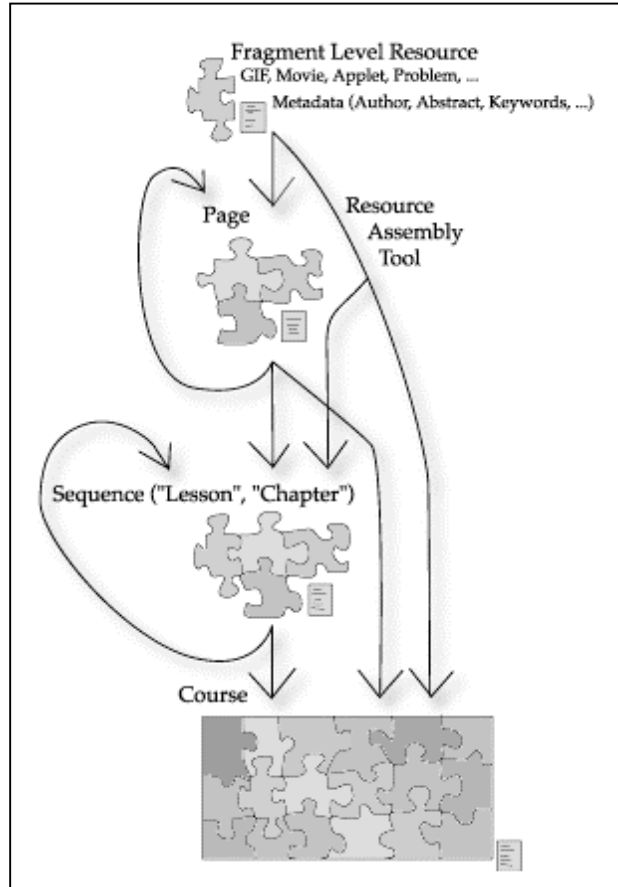 Fragment Level Resource
GIF, Movie, Applet, Problem, ...
Metadata (Author, Abstract, Keywords, ...)
Page
Resource
Assembly
Tool
Sequence ("Lesson", "Chapter")
Course